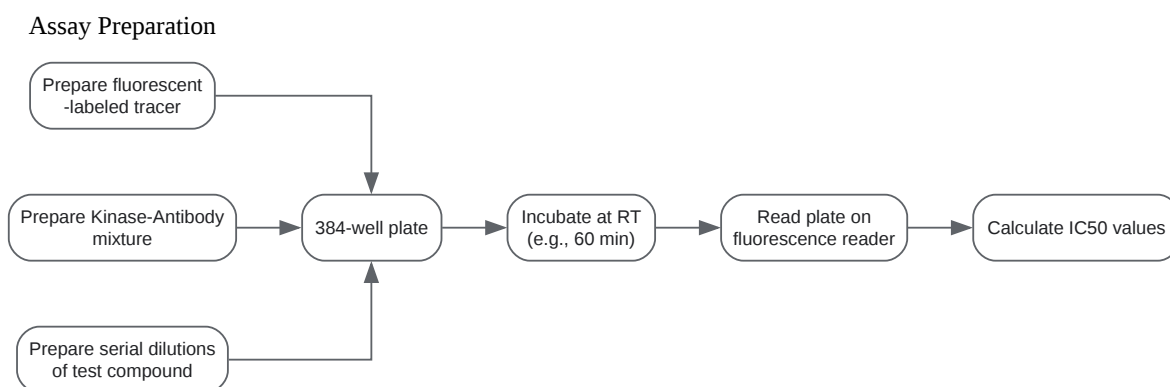 Assay Preparation
Prepare fluorescent
-labeled tracer
Prepare Kinase-Antibody
mixture
384-well plate
Incubate at RT
(e.g., 60 min)
Read plate on
fluorescence reader
Calculate IC50 values
Prepare serial dilutions
of test compound